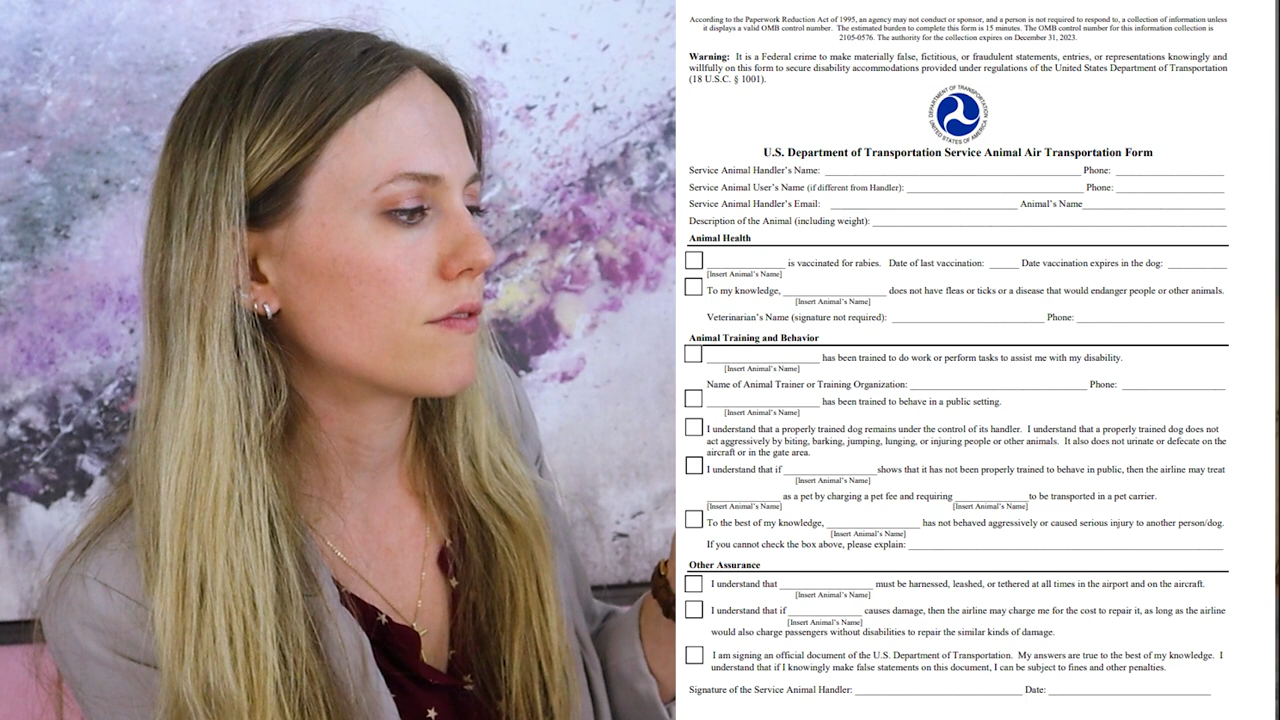 According to the Paperwork Reduction Act of 1995, an agency may not conduct or sponsor, and a person is not required to respond to, a collection of information unless
it displays a valid OMB control number. The estimated burden to complete this form is 15 minutes. The OMB control number for this information collection is
2105-0576. The authority for the collection expires on December 31, 2023.
Warning: It is a Federal crime to make materially false, fictitious, or fraudulent statements, entries, or representations knowingly and
willfully on this form to secure disability accommodations provided under regulations of the United States Department of Transportation
(18 U.S.C. § 1001).
DEPARTMENT OF TRANSPORTATION
UNITED STATES OF AMERICA
U.S. Department of Transportation Service Animal Air Transportation Form
Service Animal Handler's Name: Phone:
Service Animal User's Name (if different from Handler): Phone:
Service Animal Handler's Email: Animal's Name
Description of the Animal (including weight):
Animal Health
is vaccinated for rabies. Date of last vaccination: Date vaccination expires in the dog:
[Insert Animal's Name]
To my knowledge, does not have fleas or ticks or a disease that would endanger people or other animals.
[Insert Animal's Name]
Veterinarian's Name (signature not required): Phone:
Animal Training and Behavior
has been trained to do work or perform tasks to assist me with my disability.
[Insert Animal's Name]
Name of Animal Trainer or Training Organization: Phone:
has been trained to behave in a public setting.
[Insert Animal's Name]
I understand that a properly trained dog remains under the control of its handler. I understand that a properly trained dog does not
act aggressively by biting, barking, jumping, lunging, or injuring people or other animals. It also does not urinate or defecate on the
aircraft or in the gate area.
I understand that if shows that it has not been properly trained to behave in public, then the airline may treat
[Insert Animal's Name]
as a pet by charging a pet fee and requiring to be transported in a pet carrier.
[Insert Animal's Name] [Insert Animal's Name]
To the best of my knowledge, has not behaved aggressively or caused serious injury to another person/dog.
[Insert Animal's Name]
If you cannot check the box above, please explain:
Other Assurance
I understand that must be harnessed, leashed, or tethered at all times in the airport and on the aircraft.
[Insert Animal's Name]
I understand that if causes damage, then the airline may charge me for the cost to repair it, as long as the airline
[Insert Animal's Name]
would also charge passengers without disabilities to repair the similar kinds of damage.
I am signing an official document of the U.S. Department of Transportation. My answers are true to the best of my knowledge. I
understand that if I knowingly make false statements on this document, I can be subject to fines and other penalties.
Signature of the Service Animal Handler: Date: